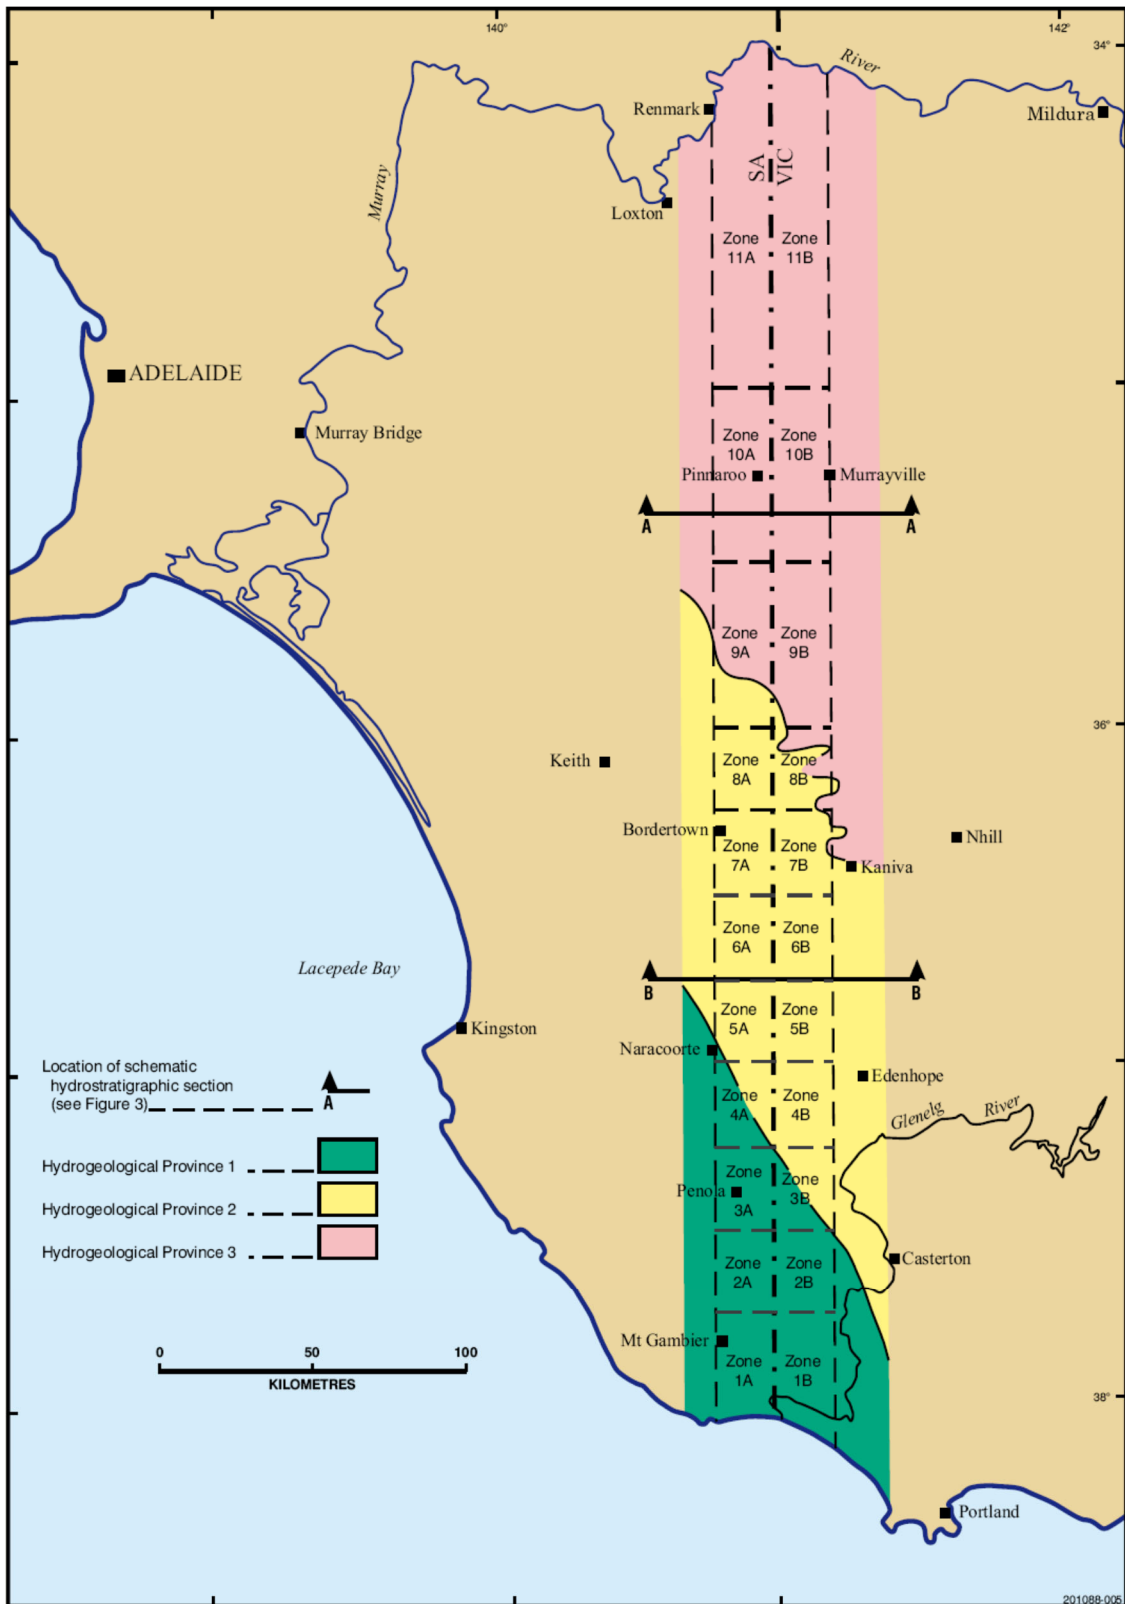 140°
142°
34°
River
Renmark
Mildura
SA
VIC
Murray
Loxton
Zone
11A
Zone
11B
ADELAIDE
Murray Bridge
Zone
10A
Zone
10B
Pinnaroo
Murrayville
A
A
Zone
9A
Zone
9B
36°
Keith
Zone
8A
Zone
8B
Bordertown
Nhill
Zone
7A
Zone
7B
Kaniva
Zone
6A
Zone
6B
Lacepede Bay
B
B
Zone
5A
Zone
5B
Kingston
Naracoorte
Edenhope
Zone
4A
Zone
4B
Glenelg River
Penola
Zone
3A
Zone
3B
Casterton
Zone
2A
Zone
2B
Mt Gambier
Zone
1A
Zone
1B
38°
Portland
Location of schematic
hydrostratigraphic section
(see Figure 3)
A
Hydrogeological Province 1
Hydrogeological Province 2
Hydrogeological Province 3
0 50 100
KILOMETRES
201088-005